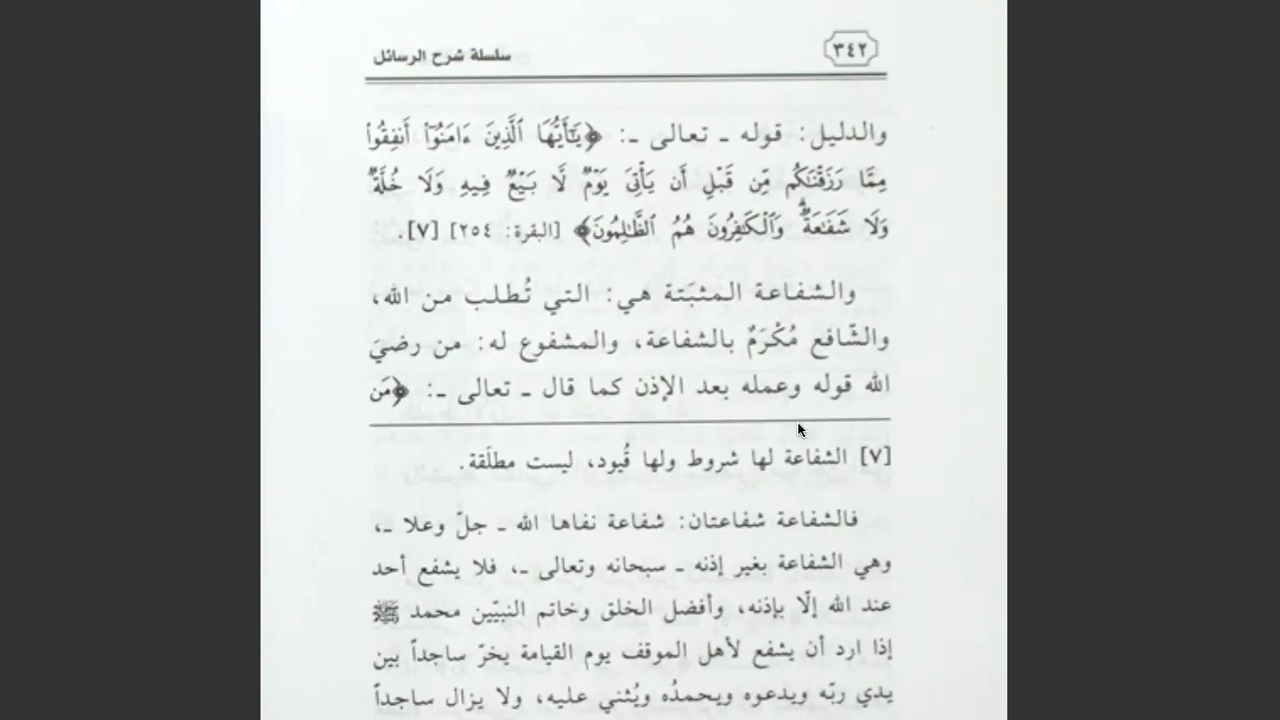 ٣٤٢
سلسلة شرح الرسائل
والدليل: قوله ـ تعالى ـ: ﴿يَٰٓأَيُّهَا ٱلَّذِينَ ءَامَنُوٓا۟ أَنفِقُوا۟
مِمَّا رَزَقْنَٰكُم مِّن قَبْلِ أَن يَأْتِىَ يَوْمٌ لَّا بَيْعٌ فِيهِ وَلَا خُلَّةٌ
وَلَا شَفَٰعَةٌ وَٱلْكَٰفِرُونَ هُمُ ٱلظَّٰلِمُونَ﴾ [البقرة: ٢٥٤] [٧].
والشفاعة المثبَتة هي: التي تُطلب من الله،
والشّافع مُكْرَمٌ بالشفاعة، والمشفوع له: من رضيَ
الله قوله وعمله بعد الإذن كما قال ـ تعالى ـ: ﴿مَن
[٧] الشفاعة لها شروط ولها قُيود، ليست مطلَقة.
فالشفاعة شفاعتان: شفاعة نفاها الله ـ جلّ وعلا ـ،
وهي الشفاعة بغير إذنه ـ سبحانه وتعالى ـ، فلا يشفع أحد
عند الله إلّا بإذنه، وأفضل الخلق وخاتم النبيّين محمد ﷺ
إذا ارد أن يشفع لأهل الموقف يوم القيامة يخرّ ساجداً بين
يدي ربّه ويدعوه ويحمدُه ويُثني عليه، ولا يزال ساجداً